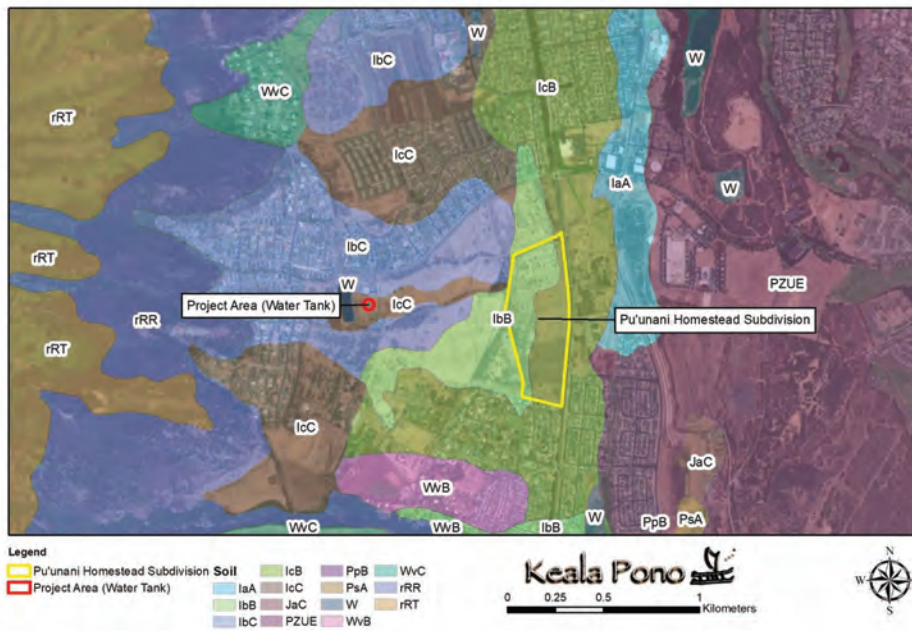 W
IbC
WvC
IcB
W
rRT
IcC
IaA
W
IbC
rRT
W
PZUE
Project Area (Water Tank)
IcC
rRR
IbB
Pu'unani Homestead Subdivision
rRT
IcC
JaC
WvB
WvC
WvB
IbB
W
PpB
PsA
Legend
Pu'unani Homestead Subdivision
Project Area (Water Tank)
Soil
IaA
IbB
IbC
IcB
IcC
JaC
PZUE
PpB
PsA
W
WvB
WvC
rRR
rRT
Keala Pono
0 0.25 0.5 1
Kilometers
N
W E
S